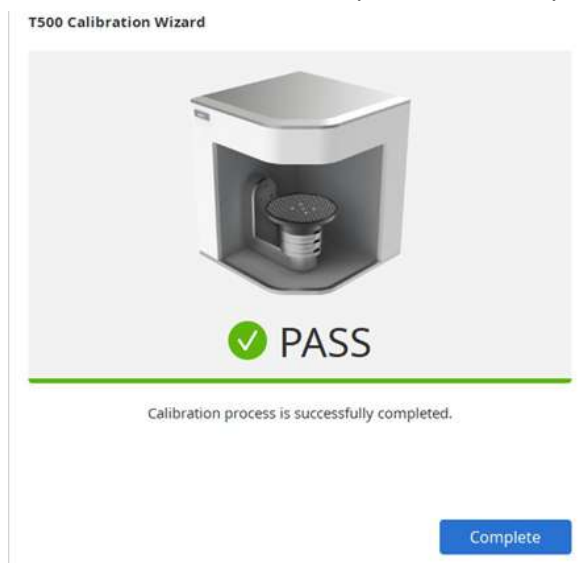 T500 Calibration Wizard
PASS
Calibration process is successfully completed.
Complete